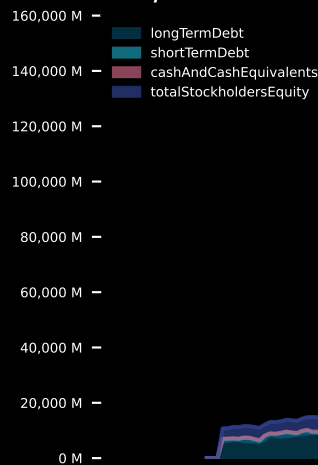 160,000 M
longTermDebt
shortTermDebt
140,000 M
cashAndCashEquivalents
totalStockholdersEquity
120,000 M
100,000 M
80,000 M
60,000 M
40,000 M
20,000 M
0 M